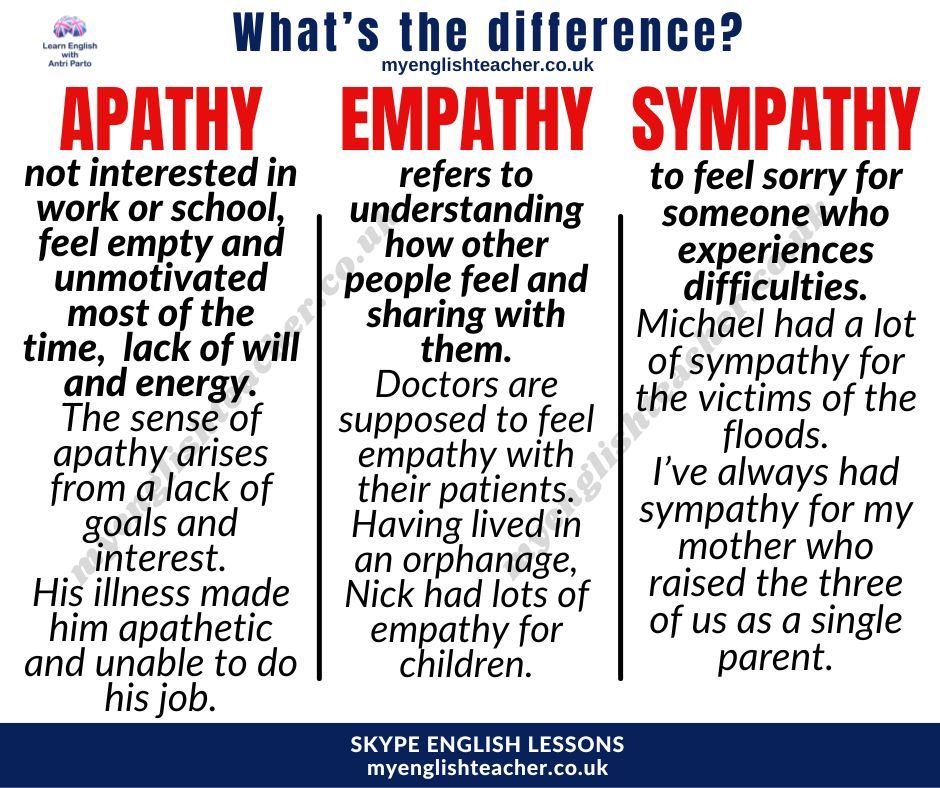 What's the difference?
myenglishteacher.co.uk
Learn English
with
Antri Parto
APATHY
not interested in
work or school,
feel empty and
unmotivated
most of the
time,  lack of will
and energy.
The sense of
apathy arises
from a lack of
goals and
interest.
His illness made
him apathetic
and unable to do
his job.
EMPATHY
refers to
understanding
how other
people feel and
sharing with
them.
Doctors are
supposed to feel
empathy with
their patients.
Having lived in
an orphanage,
Nick had lots of
empathy for
children.
SYMPATHY
to feel sorry for
someone who
experiences
difficulties.
Michael had a lot
of sympathy for
the victims of the
floods.
I've always had
sympathy for my
mother who
raised the three
of us as a single
parent.
myenglishteacher.co.uk
myenglishteacher.co.uk
SKYPE ENGLISH LESSONS
myenglishteacher.co.uk